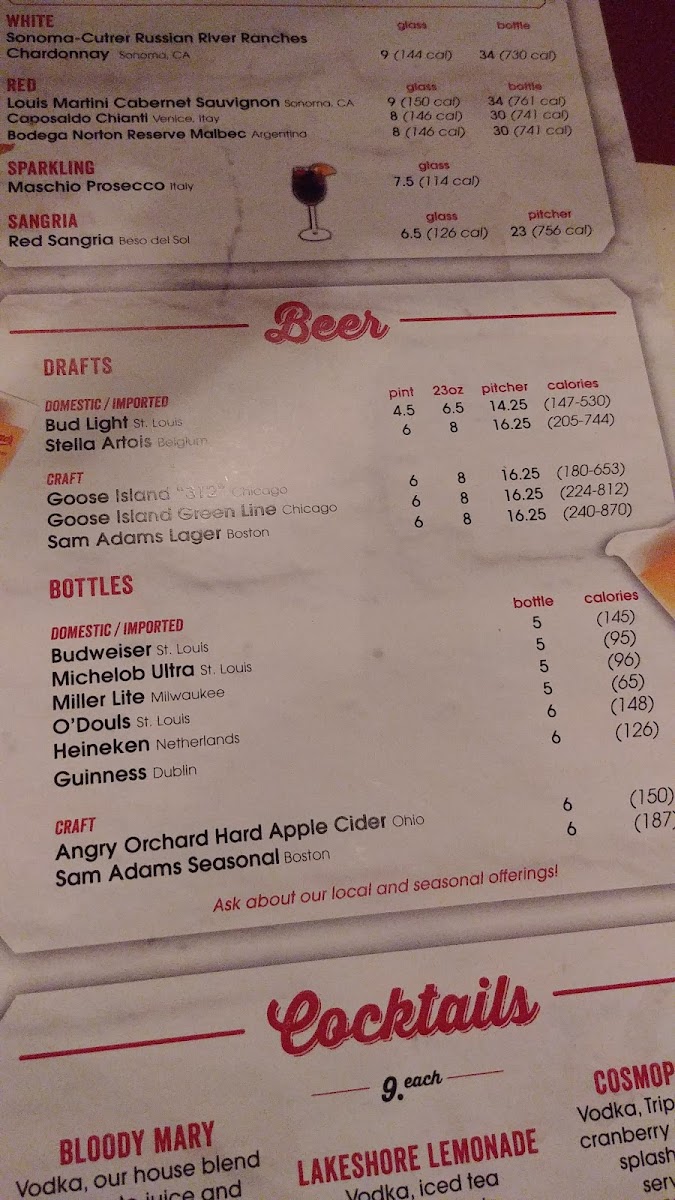 WHITE glass bottle
Sonoma-Cutrer Russian River Ranches
Chardonnay Sonoma, CA 9 (144 cal) 34 (730 cal)
RED glass bottle
Louis Martini Cabernet Sauvignon Sonoma, CA 9 (150 cal) 34 (761 cal)
Caposaldo Chianti Venice, Itay 8 (146 cal) 30 (741 cal)
Bodega Norton Reserve Malbec Argentina 8 (146 cal) 30 (741 cal)
SPARKLING glass
Maschio Prosecco Italy 7.5 (114 cal)
SANGRIA glass pitcher
Red Sangria Beso del Sol 6.5 (126 cal) 23 (756 cal)
Beer
DRAFTS
DOMESTIC / IMPORTED pint 23oz pitcher calories
Bud Light St. Louis 4.5 6.5 14.25 (147-530)
Stella Artois Belgium 6 8 16.25 (205-744)
CRAFT
Goose Island "312" Chicago 6 8 16.25 (180-653)
Goose Island Green Line Chicago 6 8 16.25 (224-812)
Sam Adams Lager Boston 6 8 16.25 (240-870)
BOTTLES
DOMESTIC / IMPORTED bottle calories
Budweiser St. Louis 5 (145)
Michelob Ultra St. Louis 5 (95)
Miller Lite Milwaukee 5 (96)
O'Douls St. Louis 5 (65)
Heineken Netherlands 6 (148)
Guinness Dublin 6 (126)
CRAFT
Angry Orchard Hard Apple Cider Ohio 6 (150)
Sam Adams Seasonal Boston 6 (187)
Ask about our local and seasonal offerings!
Cocktails
9. each
BLOODY MARY
Vodka, our house blend
juice and
LAKESHORE LEMONADE
Vodka, iced tea
COSMOP
Vodka, Trip
cranberry
splash
serv